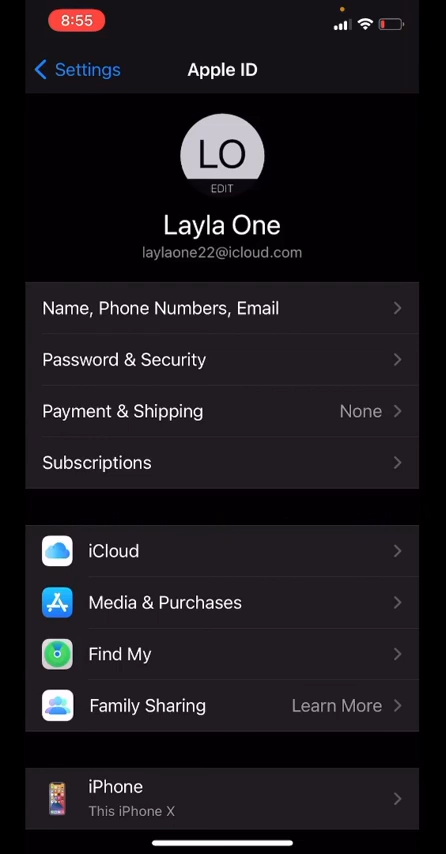 8:55
Settings
Apple ID
LO
EDIT
Layla One
laylaone22@icloud.com
Name, Phone Numbers, Email
Password & Security
Payment & Shipping None
Subscriptions
iCloud
Media & Purchases
Find My
Family Sharing Learn More
iPhone
This iPhone X